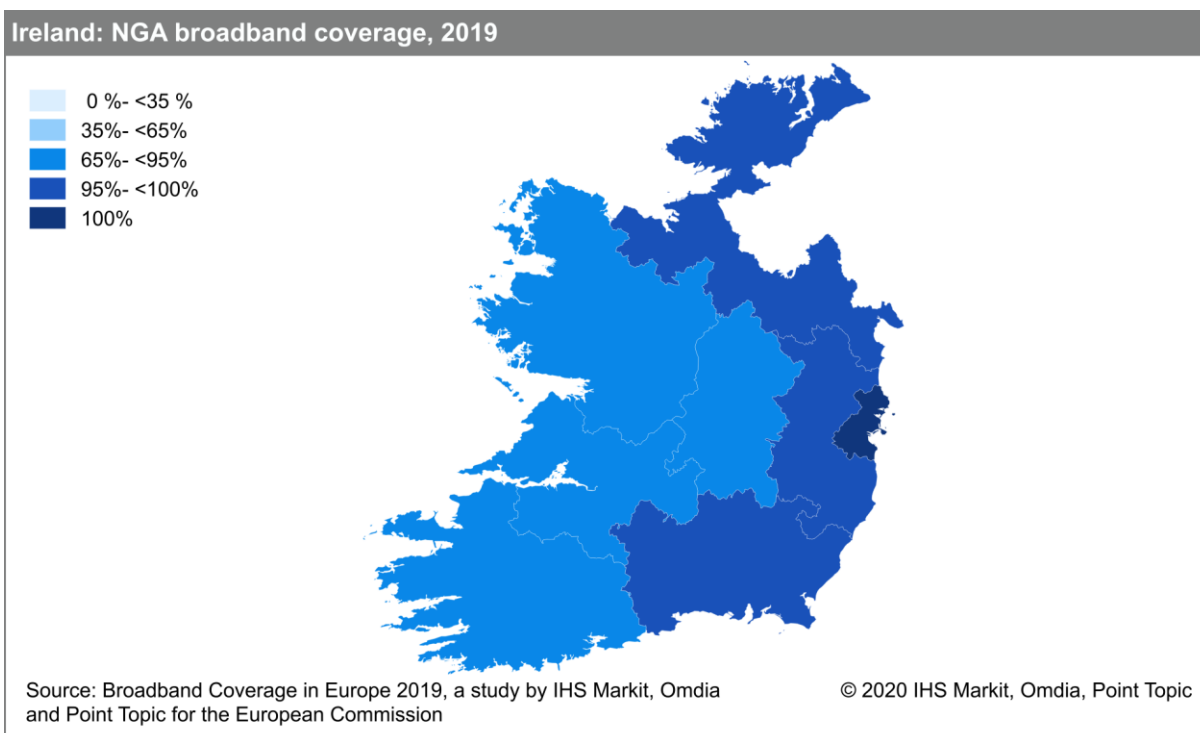 Ireland: NGA broadband coverage, 2019
0 %- <35 %
35%- <65%
65%- <95%
95%- <100%
100%
Source: Broadband Coverage in Europe 2019, a study by IHS Markit, Omdia
and Point Topic for the European Commission
© 2020 IHS Markit, Omdia, Point Topic